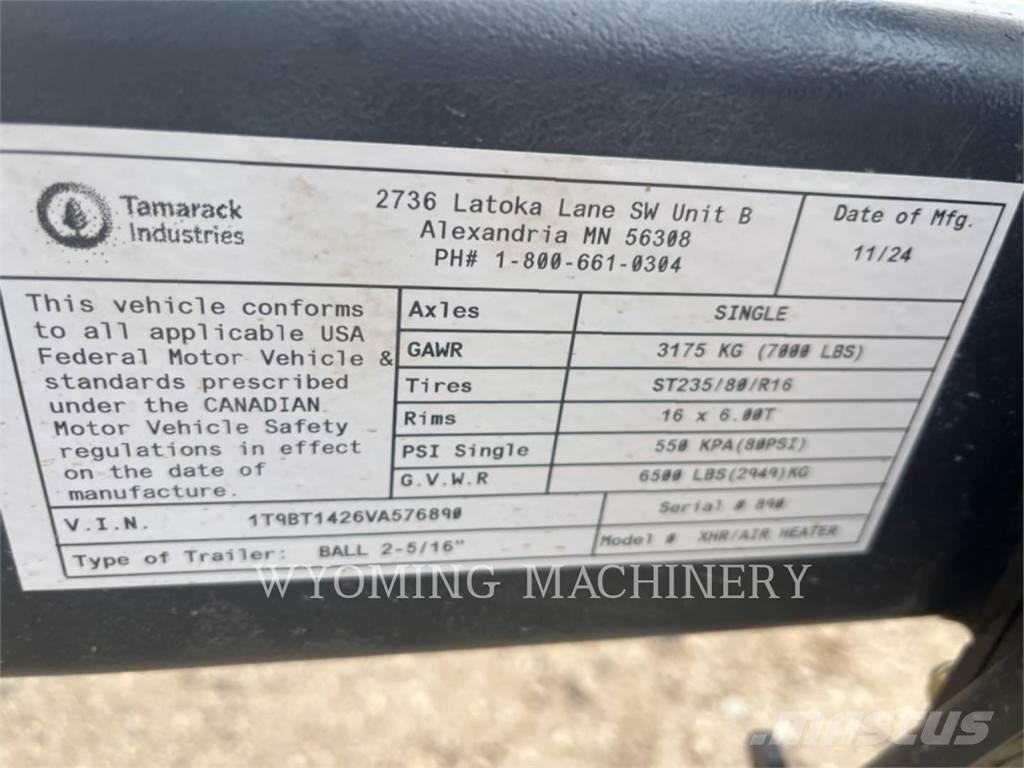 Tamarack
Industries
2736 Latoka Lane SW Unit B
Alexandria MN 56308
PH# 1-800-661-0304
Date of Mfg.
11/24
This vehicle conforms
to all applicable USA
Federal Motor Vehicle &
standards prescribed
under the CANADIAN
Motor Vehicle Safety
regulations in effect
on the date of
manufacture.
Axles SINGLE
GAWR 3175 KG (7000 LBS)
Tires ST235/80/R16
Rims 16 x 6.00T
PSI Single 550 KPA(80PSI)
G.V.W.R 6500 LBS(2949)KG
V.I.N. 1T9BT1426VA576890
Serial # 890
Type of Trailer: BALL 2-5/16"
Model # XHR/AIR HEATER
WYOMING MACHINERY
MASCUS